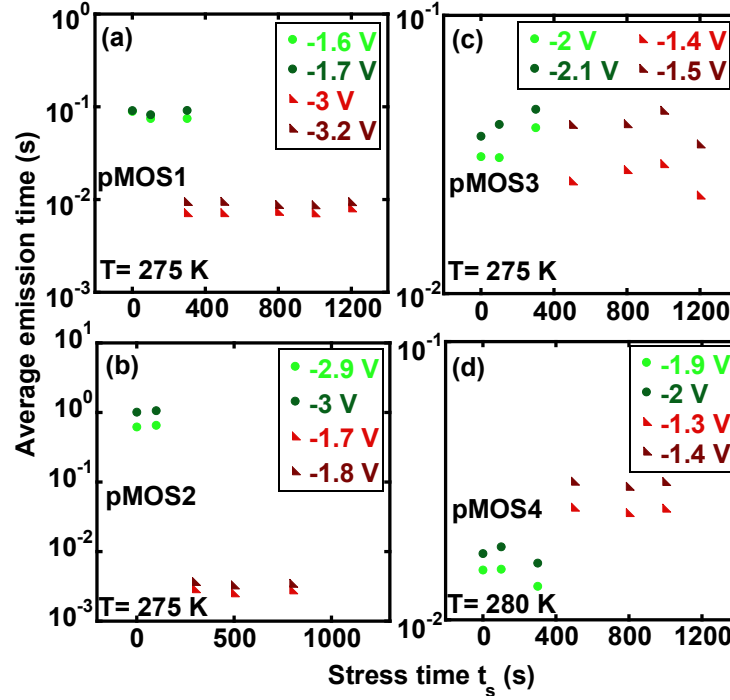 Average emission time (s)
(a)
10^0
10^-1
10^-2
10^-3
-1.6 V
-1.7 V
-3 V
-3.2 V
pMOS1
T= 275 K
0 400 800 1200
(c)
10^-1
10^-2
-2 V -1.4 V
-2.1 V -1.5 V
pMOS3
T= 275 K
0 400 800 1200
(b)
10^1
10^0
10^-1
10^-2
10^-3
-2.9 V
-3 V
-1.7 V
-1.8 V
pMOS2
T= 275 K
0 500 1000
(d)
10^-1
10^-2
-1.9 V
-2 V
-1.3 V
-1.4 V
pMOS4
T= 280 K
0 400 800 1200
Stress time t_s (s)